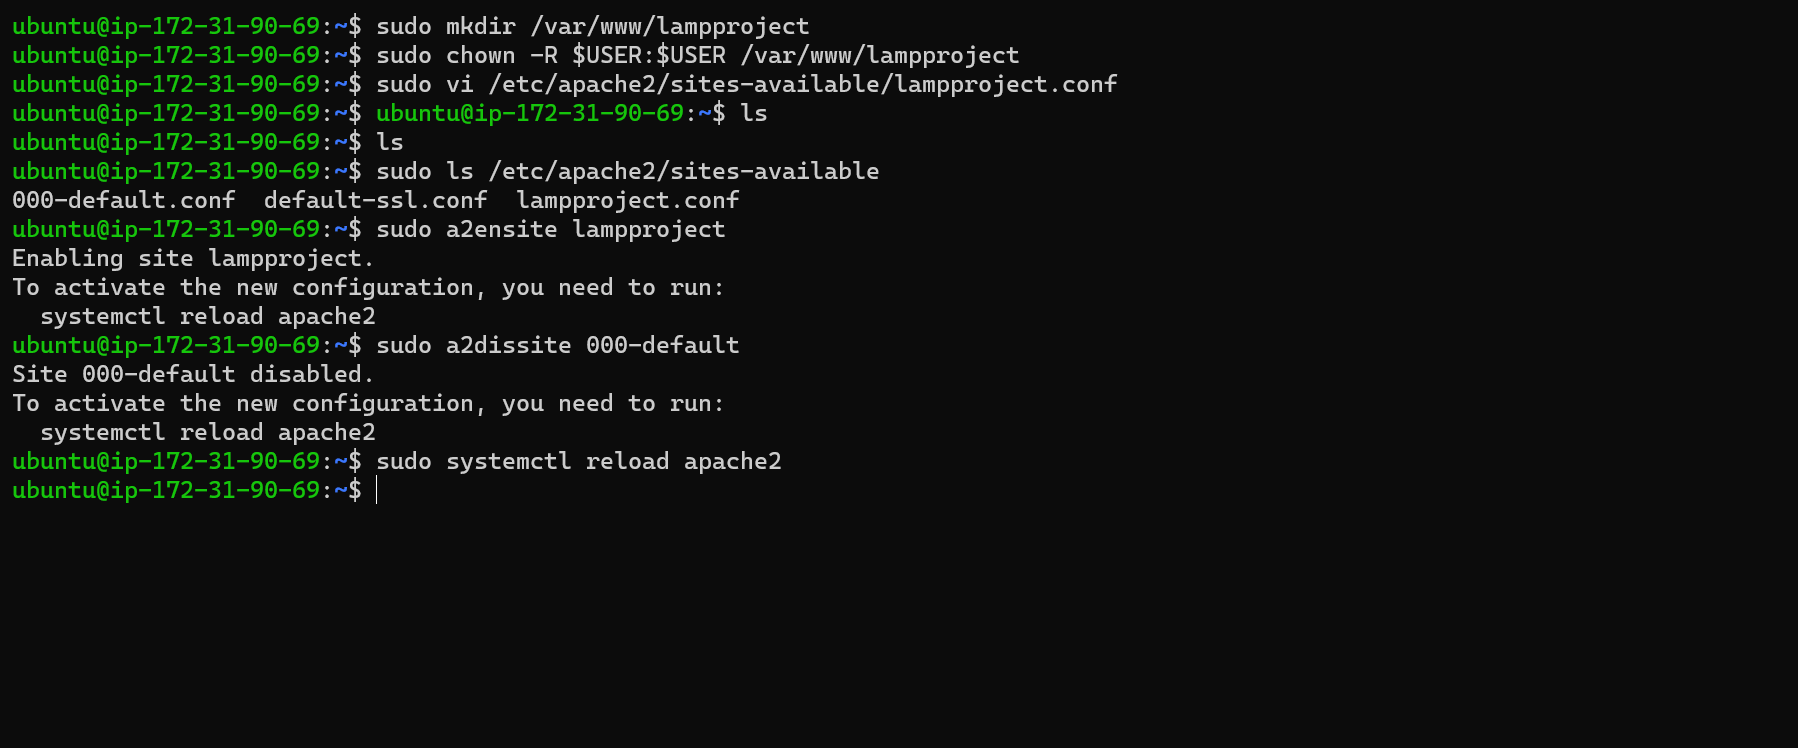 ubuntu@ip-172-31-90-69:~$ sudo mkdir /var/www/lampproject
ubuntu@ip-172-31-90-69:~$ sudo chown -R $USER:$USER /var/www/lampproject
ubuntu@ip-172-31-90-69:~$ sudo vi /etc/apache2/sites-available/lampproject.conf
ubuntu@ip-172-31-90-69:~$ ubuntu@ip-172-31-90-69:~$ ls
ubuntu@ip-172-31-90-69:~$ ls
ubuntu@ip-172-31-90-69:~$ sudo ls /etc/apache2/sites-available
000-default.conf  default-ssl.conf  lampproject.conf
ubuntu@ip-172-31-90-69:~$ sudo a2ensite lampproject
Enabling site lampproject.
To activate the new configuration, you need to run:
  systemctl reload apache2
ubuntu@ip-172-31-90-69:~$ sudo a2dissite 000-default
Site 000-default disabled.
To activate the new configuration, you need to run:
  systemctl reload apache2
ubuntu@ip-172-31-90-69:~$ sudo systemctl reload apache2
ubuntu@ip-172-31-90-69:~$